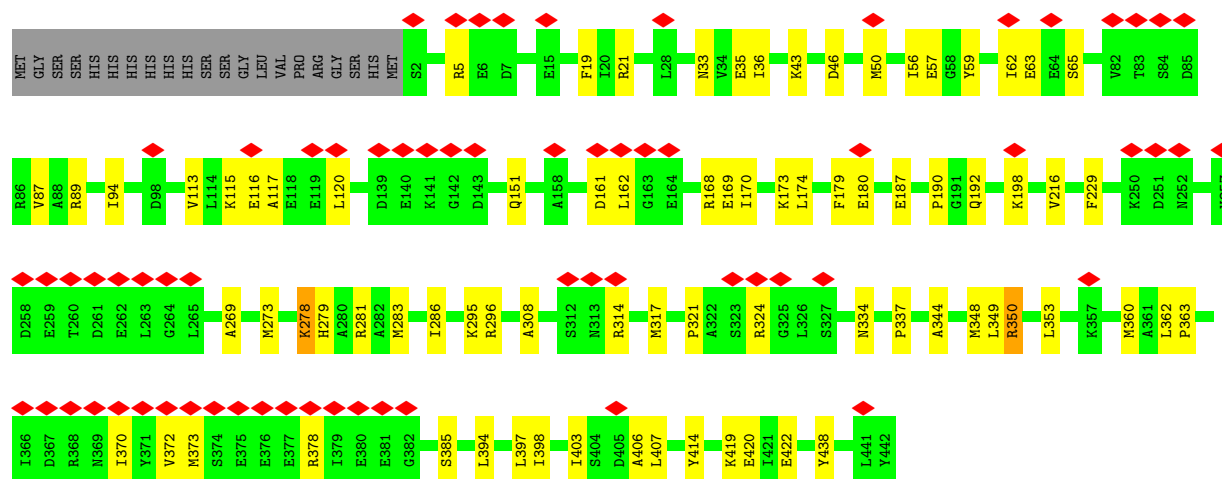 MET GLY SER SER HIS HIS HIS HIS HIS HIS SER SER GLY LEU VAL PRO ARG GLY SER HIS MET S2 R5 E6 D7 E15 F19 I20 R21 L28 N33 V34 E35 I36 K43 D46 M50 I56 E57 G58 Y59 I62 E63 E64 S65 V82 T83 S84 D85
R86 V87 A88 R89 I94 D98 V113 L114 K115 E116 A117 E118 E119 L120 D139 E140 K141 G142 D143 Q151 A158 D161 L162 G163 E164 R168 E169 I170 K173 L174 F179 E180 E187 P190 G191 Q192 K198 V216 F229 K250 D251 N252
D258 E259 T260 D261 E262 L263 G264 L265 A269 M273 K278 H279 A280 R281 A282 M283 I286 K295 R296 A308 S312 N313 R314 M317 P321 A322 S323 R324 G325 L326 S327 N334 P337 A344 M348 L349 R350 L353 K357 M360 A361 L362 P363
I366 D367 R368 N369 I370 Y371 V372 M373 S374 E375 E376 E377 R378 I379 E380 E381 G382 S385 L394 L397 I398 I403 S404 D405 A406 L407 Y414 K419 E420 I421 E422 Y438 L441 Y442